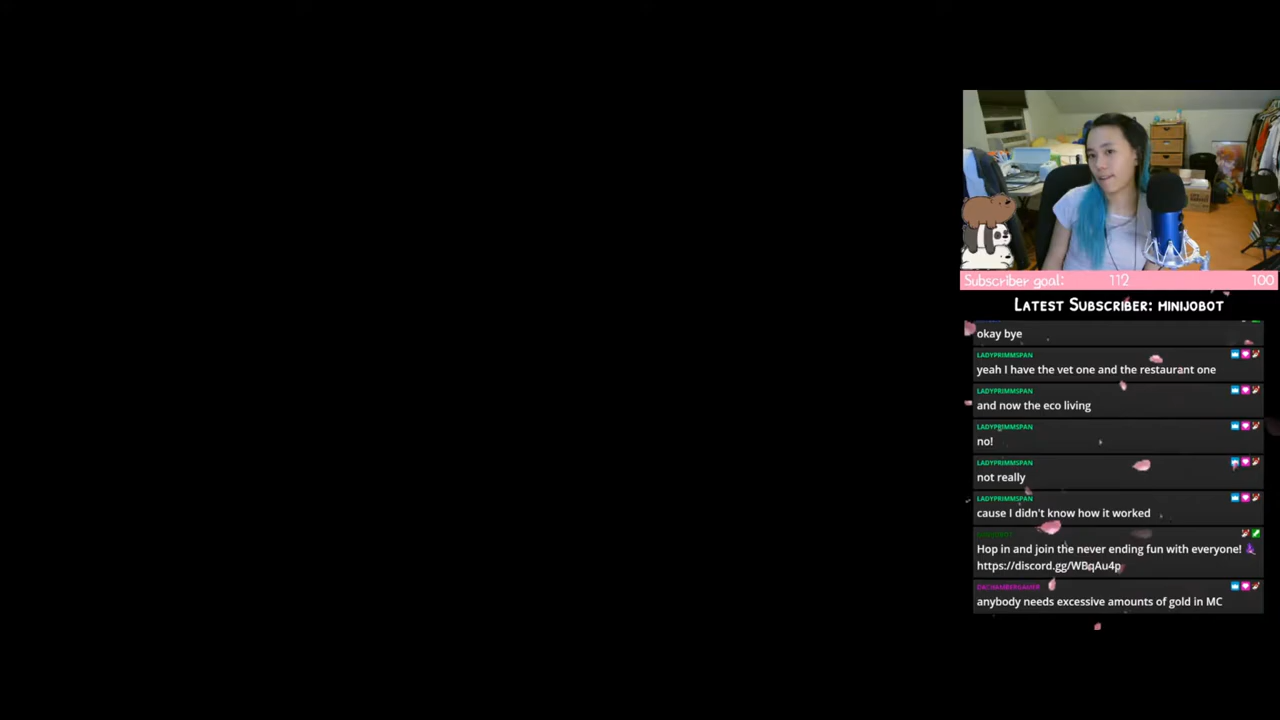 Subscriber goal: 112 100
LATEST SUBSCRIBER: MINIJOBOT
okay bye
LADYPRIMMSPAN
yeah I have the vet one and the restaurant one
LADYPRIMMSPAN
and now the eco living
LADYPRIMMSPAN
no!
LADYPRIMMSPAN
not really
LADYPRIMMSPAN
cause I didn't know how it worked
Hop in and join the never ending fun with everyone!
https://discord.gg/WBqAu4p
anybody needs excessive amounts of gold in MC